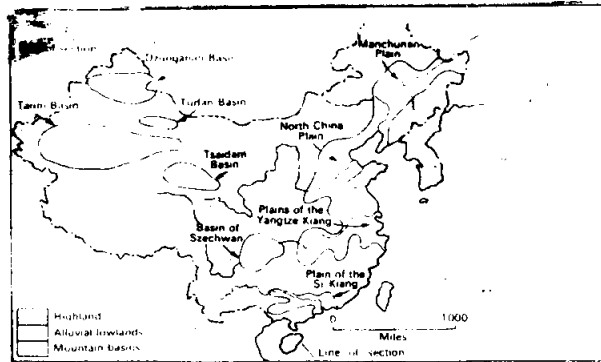 section
Dzungarian Basin
Manchurian
Plain
Tarim Basin
Turfan Basin
North China
Plain
Tsaidam
Basin
Plains of the
Yangtze Kiang
Basin of
Szechwan
Plain of the
Si Kiang
0 1000
Miles
Highland
Alluvial lowlands
Mountain basins
Line of section